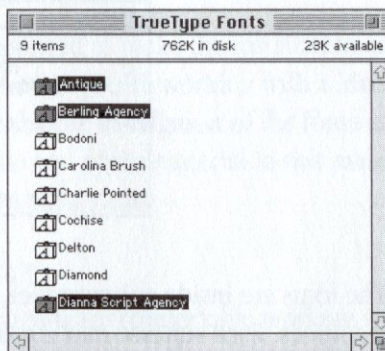 TrueType Fonts
9 items 762K in disk 23K available
Antique
Berling Agency
Bodoni
Carolina Brush
Charlie Pointed
Cochise
Delton
Diamond
Dianna Script Agency